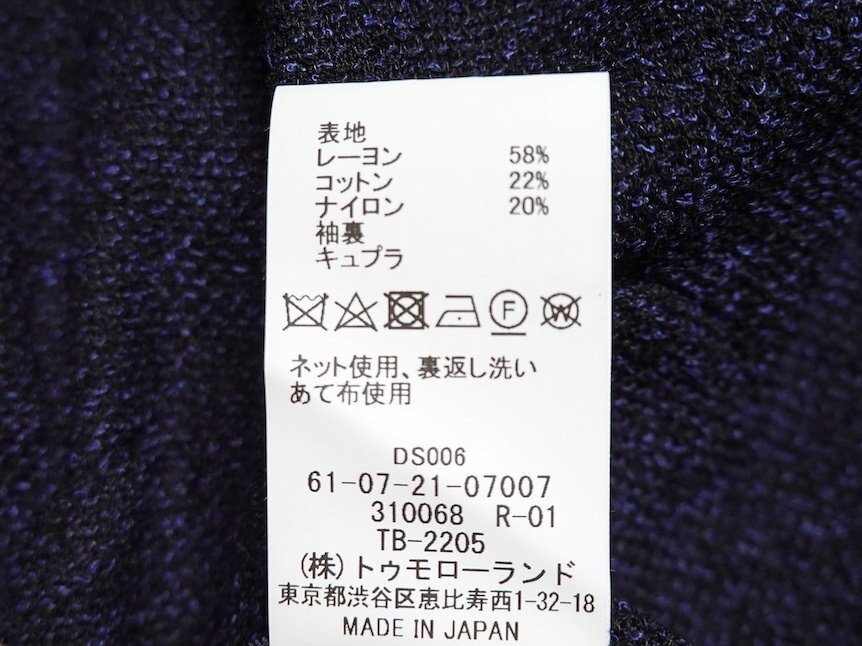 表地
レーヨン 58%
コットン 22%
ナイロン 20%
袖裏
キュプラ
F W
ネット使用、裏返し洗い
あて布使用
DS006
61-07-21-07007
310068 R-01
TB-2205
(株)トゥモローランド
東京都渋谷区恵比寿西1-32-18
MADE IN JAPAN